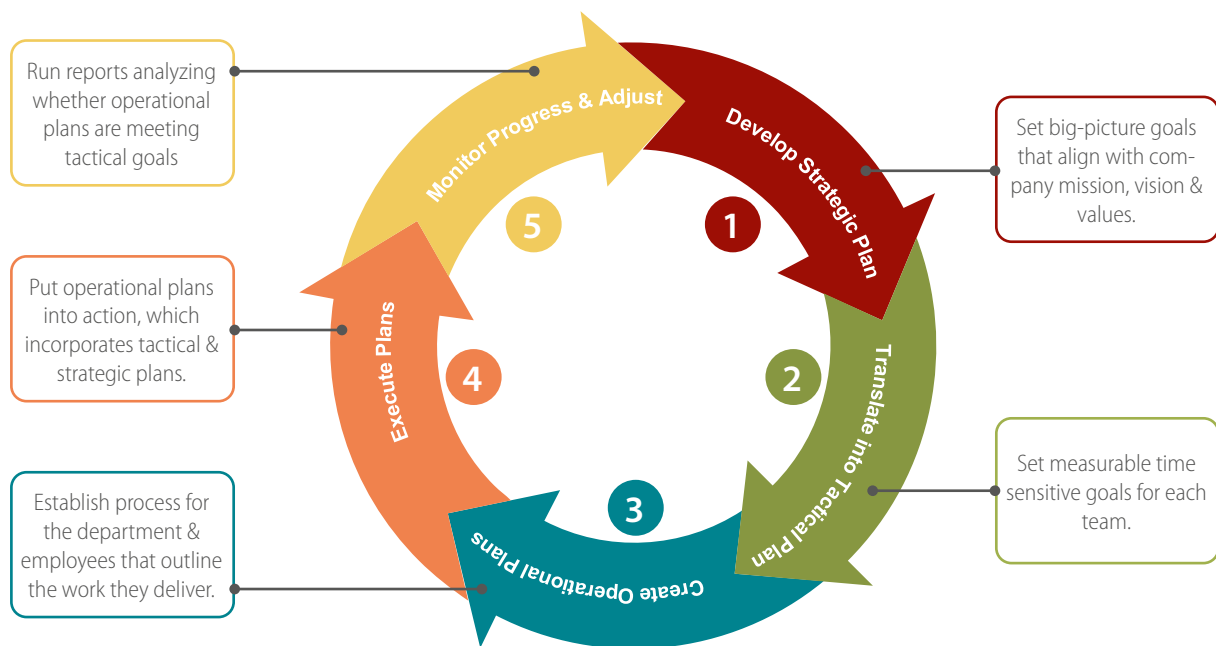 Run reports analyzing
whether operational
plans are meeting
tactical goals
Monitor Progress & Adjust
5
Develop Strategic Plan
1
Set big-picture goals
that align with com-
pany mission, vision &
values.
Put operational plans
into action, which
incorporates tactical &
strategic plans.
Execute Plans
4
2
Translate into Tactical Plan
Set measurable time
sensitive goals for each
team.
Establish process for
the department &
employees that outline
the work they deliver.
3
Create Operational Plans